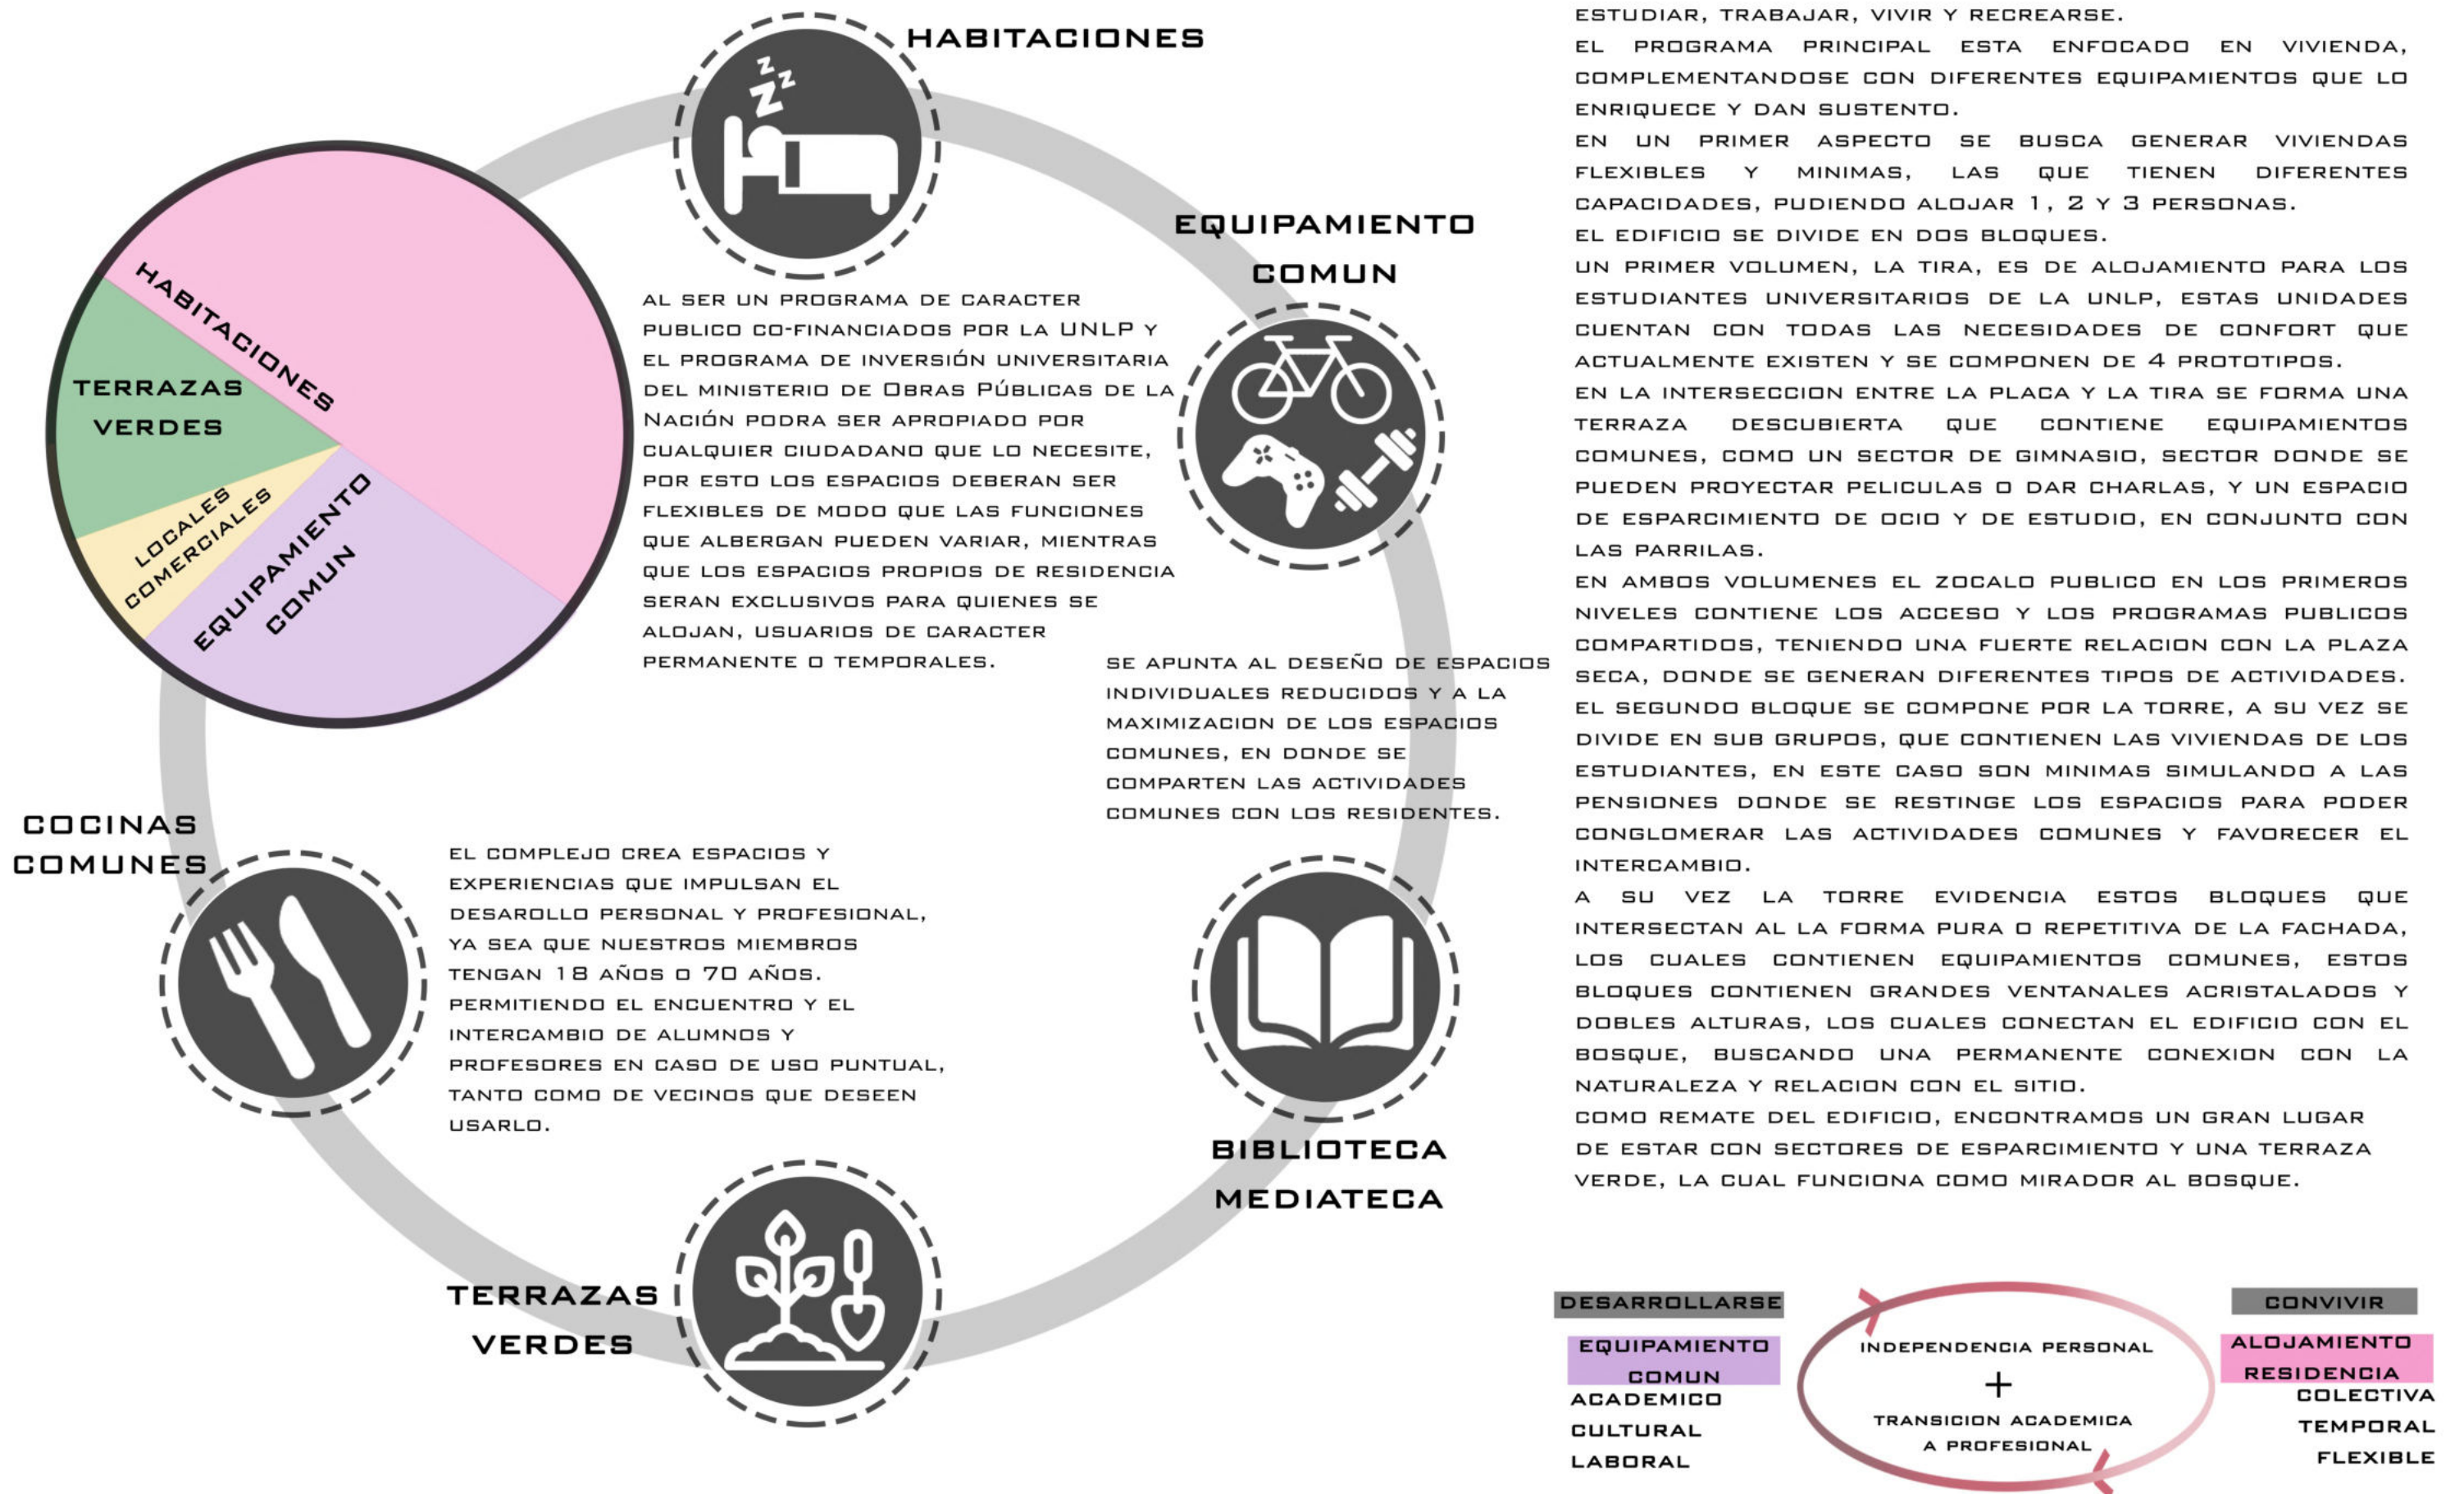 HABITACIONES
z
z
z
EQUIPAMIENTO
COMUN
HABITACIONES
TERRAZAS
VERDES
LOCALES
COMERCIALES
EQUIPAMIENTO
COMUN
AL SER UN PROGRAMA DE CARACTER
PUBLICO CO-FINANCIADOS POR LA UNLP Y
EL PROGRAMA DE INVERSIÓN UNIVERSITARIA
DEL MINISTERIO DE OBRAS PÚBLICAS DE LA
NACIÓN PODRA SER APROPIADO POR
CUALQUIER CIUDADANO QUE LO NECESITE,
POR ESTO LOS ESPACIOS DEBERAN SER
FLEXIBLES DE MODO QUE LAS FUNCIONES
QUE ALBERGAN PUEDEN VARIAR, MIENTRAS
QUE LOS ESPACIOS PROPIOS DE RESIDENCIA
SERAN EXCLUSIVOS PARA QUIENES SE
ALOJAN, USUARIOS DE CARACTER
PERMANENTE O TEMPORALES.
SE APUNTA AL DESEÑO DE ESPACIOS
INDIVIDUALES REDUCIDOS Y A LA
MAXIMIZACION DE LOS ESPACIOS
COMUNES, EN DONDE SE
COMPARTEN LAS ACTIVIDADES
COMUNES CON LOS RESIDENTES.
COCINAS
COMUNES
EL COMPLEJO CREA ESPACIOS Y
EXPERIENCIAS QUE IMPULSAN EL
DESAROLLO PERSONAL Y PROFESIONAL,
YA SEA QUE NUESTROS MIEMBROS
TENGAN 18 AÑOS O 70 AÑOS.
PERMITIENDO EL ENCUENTRO Y EL
INTERCAMBIO DE ALUMNOS Y
PROFESORES EN CASO DE USO PUNTUAL,
TANTO COMO DE VECINOS QUE DESEEN
USARLO.
BIBLIOTECA
MEDIATECA
TERRAZAS
VERDES
ESTUDIAR, TRABAJAR, VIVIR Y RECREARSE.
EL PROGRAMA PRINCIPAL ESTA ENFOCADO EN VIVIENDA,
COMPLEMENTANDOSE CON DIFERENTES EQUIPAMIENTOS QUE LO
ENRIQUECE Y DAN SUSTENTO.
EN UN PRIMER ASPECTO SE BUSCA GENERAR VIVIENDAS
FLEXIBLES Y MINIMAS, LAS QUE TIENEN DIFERENTES
CAPACIDADES, PUDIENDO ALOJAR 1, 2 Y 3 PERSONAS.
EL EDIFICIO SE DIVIDE EN DOS BLOQUES.
UN PRIMER VOLUMEN, LA TIRA, ES DE ALOJAMIENTO PARA LOS
ESTUDIANTES UNIVERSITARIOS DE LA UNLP, ESTAS UNIDADES
CUENTAN CON TODAS LAS NECESIDADES DE CONFORT QUE
ACTUALMENTE EXISTEN Y SE COMPONEN DE 4 PROTOTIPOS.
EN LA INTERSECCION ENTRE LA PLACA Y LA TIRA SE FORMA UNA
TERRAZA DESCUBIERTA QUE CONTIENE EQUIPAMIENTOS
COMUNES, COMO UN SECTOR DE GIMNASIO, SECTOR DONDE SE
PUEDEN PROYECTAR PELICULAS O DAR CHARLAS, Y UN ESPACIO
DE ESPARCIMIENTO DE OCIO Y DE ESTUDIO, EN CONJUNTO CON
LAS PARRILAS.
EN AMBOS VOLUMENES EL ZOCALO PUBLICO EN LOS PRIMEROS
NIVELES CONTIENE LOS ACCESO Y LOS PROGRAMAS PUBLICOS
COMPARTIDOS, TENIENDO UNA FUERTE RELACION CON LA PLAZA
SECA, DONDE SE GENERAN DIFERENTES TIPOS DE ACTIVIDADES.
EL SEGUNDO BLOQUE SE COMPONE POR LA TORRE, A SU VEZ SE
DIVIDE EN SUB GRUPOS, QUE CONTIENEN LAS VIVIENDAS DE LOS
ESTUDIANTES, EN ESTE CASO SON MINIMAS SIMULANDO A LAS
PENSIONES DONDE SE RESTINGE LOS ESPACIOS PARA PODER
CONGLOMERAR LAS ACTIVIDADES COMUNES Y FAVORECER EL
INTERCAMBIO.
A SU VEZ LA TORRE EVIDENCIA ESTOS BLOQUES QUE
INTERSECTAN AL LA FORMA PURA O REPETITIVA DE LA FACHADA,
LOS CUALES CONTIENEN EQUIPAMIENTOS COMUNES, ESTOS
BLOQUES CONTIENEN GRANDES VENTANALES ACRISTALADOS Y
DOBLES ALTURAS, LOS CUALES CONECTAN EL EDIFICIO CON EL
BOSQUE, BUSCANDO UNA PERMANENTE CONEXION CON LA
NATURALEZA Y RELACION CON EL SITIO.
COMO REMATE DEL EDIFICIO, ENCONTRAMOS UN GRAN LUGAR
DE ESTAR CON SECTORES DE ESPARCIMIENTO Y UNA TERRAZA
VERDE, LA CUAL FUNCIONA COMO MIRADOR AL BOSQUE.
DESARROLLARSE
EQUIPAMIENTO
COMUN
ACADEMICO
CULTURAL
LABORAL
INDEPENDENCIA PERSONAL
+
TRANSICION ACADEMICA
A PROFESIONAL
CONVIVIR
ALOJAMIENTO
RESIDENCIA
COLECTIVA
TEMPORAL
FLEXIBLE